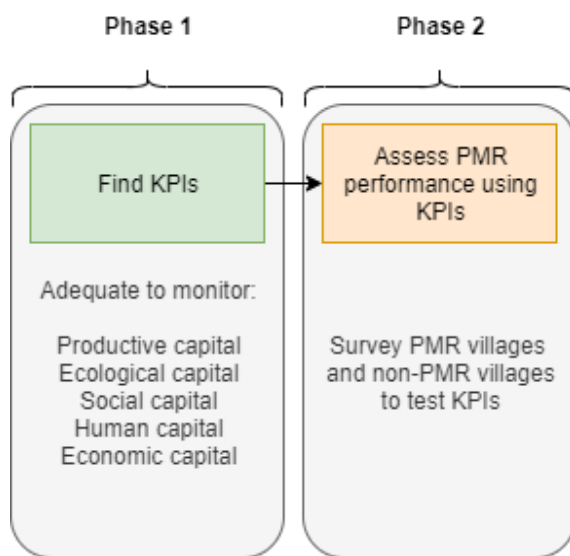 Phase 1
Phase 2
Find KPIs
Assess PMR
performance using
KPIs
Adequate to monitor:
Productive capital
Ecological capital
Social capital
Human capital
Economic capital
Survey PMR villages
and non-PMR villages
to test KPIs